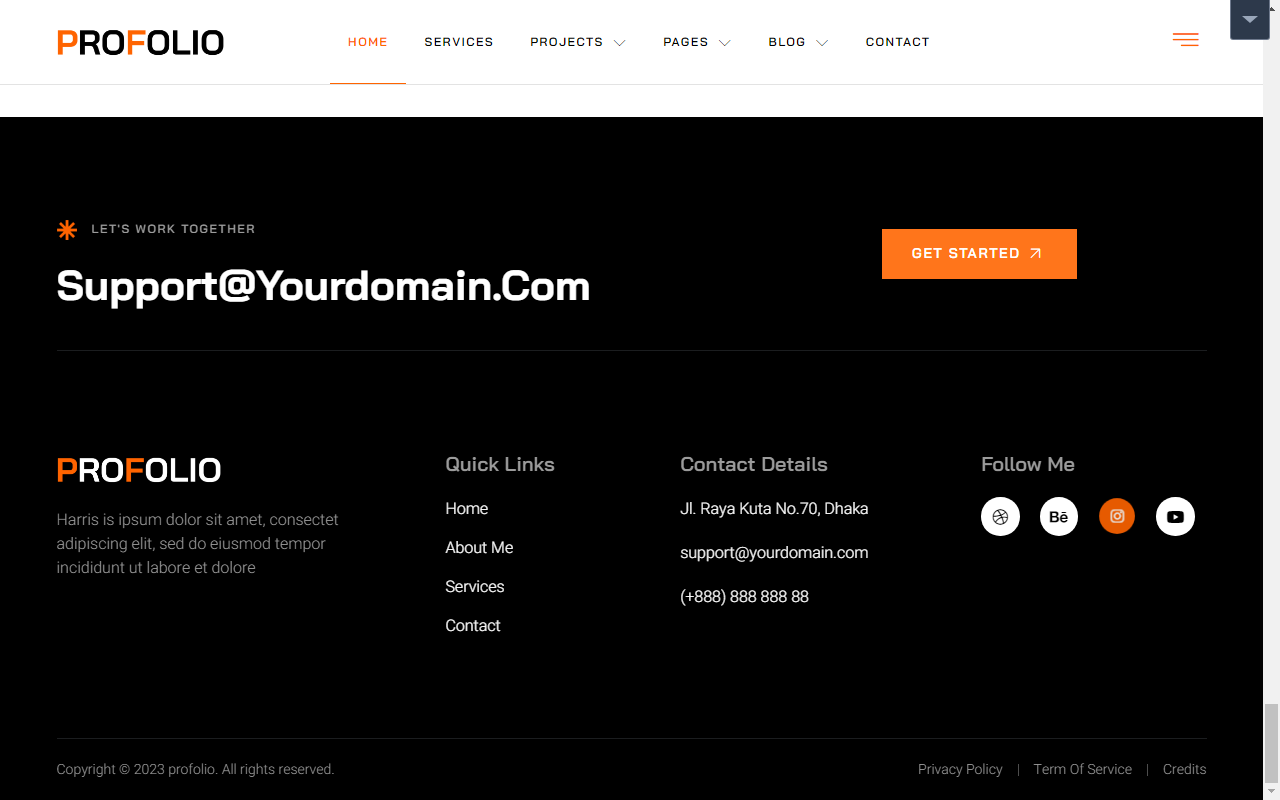 PROFOLIO
HOME SERVICES PROJECTS PAGES BLOG CONTACT
LET'S WORK TOGETHER
Support@Yourdomain.Com
GET STARTED
PROFOLIO
Harris is ipsum dolor sit amet, consectet
adipiscing elit, sed do eiusmod tempor
incididunt ut labore et dolore
Quick Links
Home
About Me
Services
Contact
Contact Details
Jl. Raya Kuta No.70, Dhaka
support@yourdomain.com
(+888) 888 888 88
Follow Me
Bē
Copyright © 2023 profolio. All rights reserved.
Privacy Policy | Term Of Service | Credits